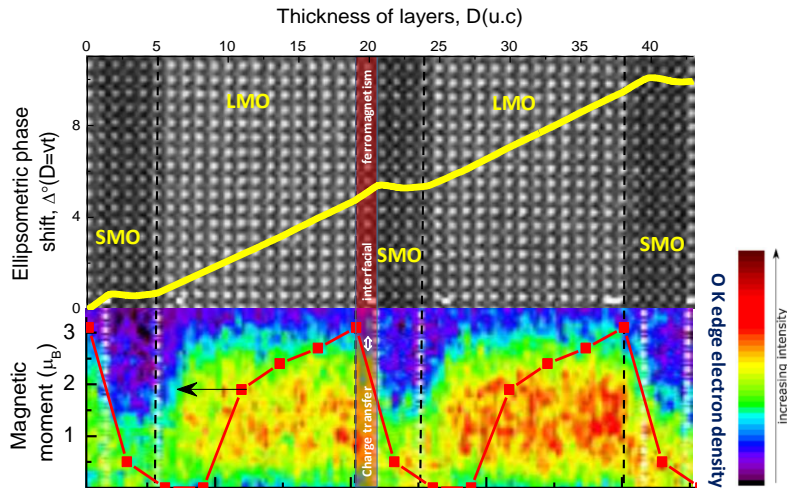 Thickness of layers, D(u.c)
0 5 10 15 20 25 30 35 40
Ellipsometric phase
shift, Δ°(D=vt)
8
4
0
LMO
LMO
SMO
SMO
SMO
interfacial ferromagnetism
Magnetic
moment (μB)
3
2
1
Charge transfer
O K edge electron density
increasing intensity